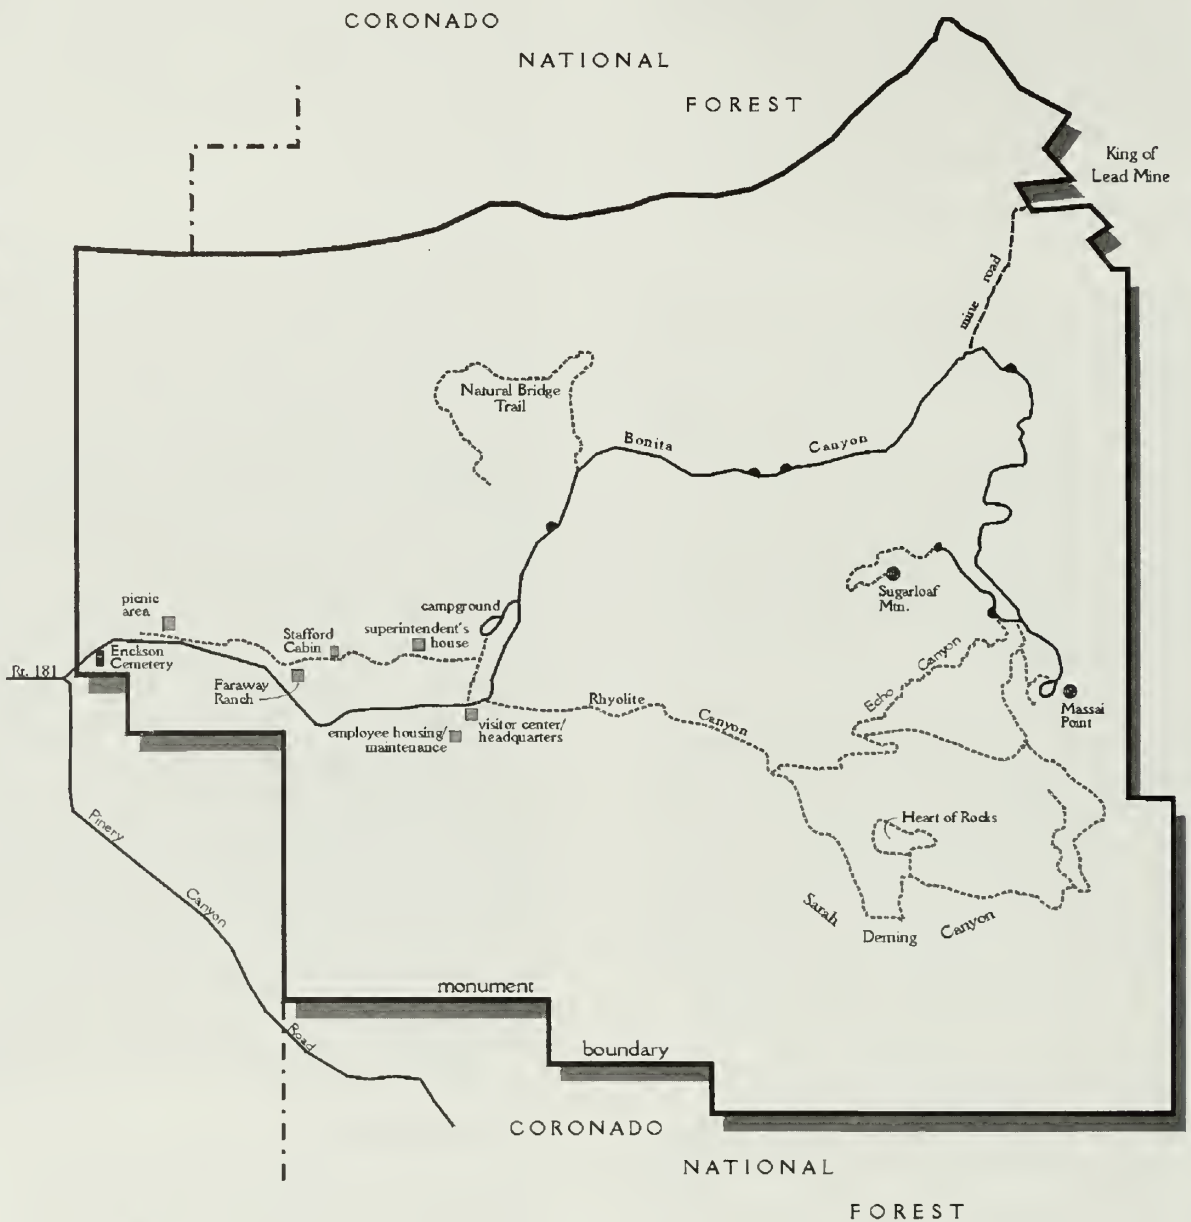 CORONADO
NATIONAL
FOREST
King of
Lead Mine
mine road
Natural Bridge
Trail
Bonita Canyon
Sugarloaf
Mtn.
picnic
area
campground
Stafford
Cabin
superintendent's
house
Erickson
Cemetery
Rt. 181
Faraway
Ranch
Echo Canyon
Massai
Point
Rhyolite Canyon
visitor center/
headquarters
employee housing/
maintenance
Pinery Canyon Road
Heart of Rocks
Sarah Deming Canyon
monument
boundary
CORONADO
NATIONAL
FOREST